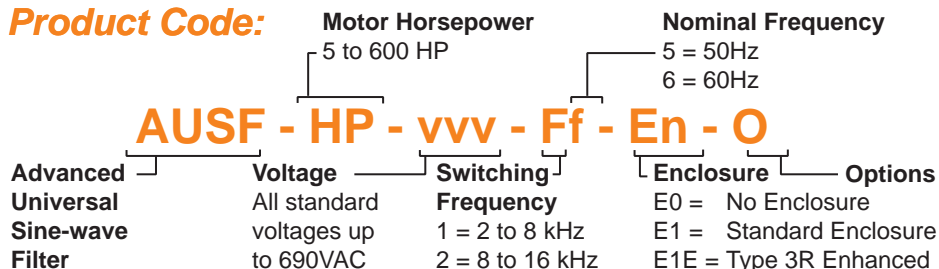 Product Code:
Motor Horsepower
5 to 600 HP
Nominal Frequency
5 = 50Hz
6 = 60Hz
AUSF - HP - vvv - Ff - En - O
Advanced
Universal
Sine-wave
Filter
Voltage
All standard
voltages up
to 690VAC
Switching
Frequency
1 = 2 to 8 kHz
2 = 8 to 16 kHz
Enclosure
E0 = No Enclosure
E1 = Standard Enclosure
E1E = Type 3R Enhanced
Options